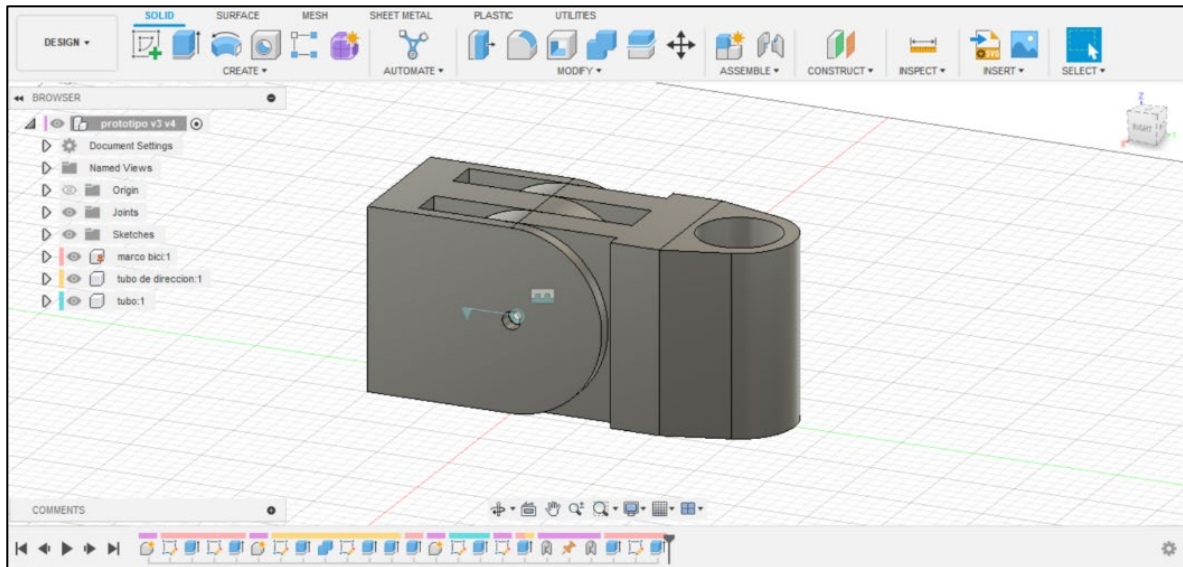 SOLID SURFACE MESH SHEET METAL PLASTIC UTILITIES
DESIGN
CREATE AUTOMATE MODIFY ASSEMBLE CONSTRUCT INSPECT INSERT SELECT
BROWSER
prototipo v3 v4
Document Settings
Named Views
Origin
Joints
Sketches
marco bici:1
tubo de direccion:1
tubo:1
Z
RIGHT
COMMENTS